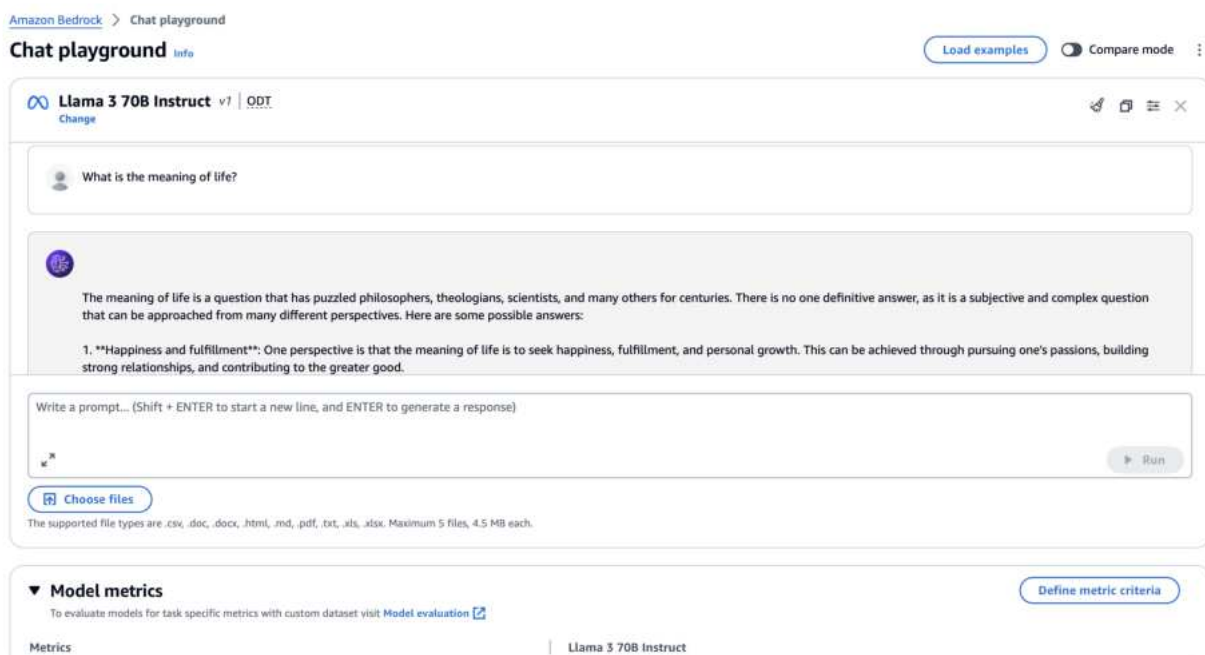 Amazon Bedrock > Chat playground
Chat playground Info
Load examples
Compare mode
Llama 3 70B Instruct v1 | ODT
Change
What is the meaning of life?
The meaning of life is a question that has puzzled philosophers, theologians, scientists, and many others for centuries. There is no one definitive answer, as it is a subjective and complex question
that can be approached from many different perspectives. Here are some possible answers:
1. **Happiness and fulfillment**: One perspective is that the meaning of life is to seek happiness, fulfillment, and personal growth. This can be achieved through pursuing one's passions, building
strong relationships, and contributing to the greater good.
Write a prompt... (Shift + ENTER to start a new line, and ENTER to generate a response)
Run
Choose files
The supported file types are .csv, .doc, .docx, .html, .md, .pdf, .txt, .xls, .xlsx. Maximum 5 files, 4.5 MB each.
Model metrics
Define metric criteria
To evaluate models for task specific metrics with custom dataset visit Model evaluation
Metrics
Llama 3 70B Instruct